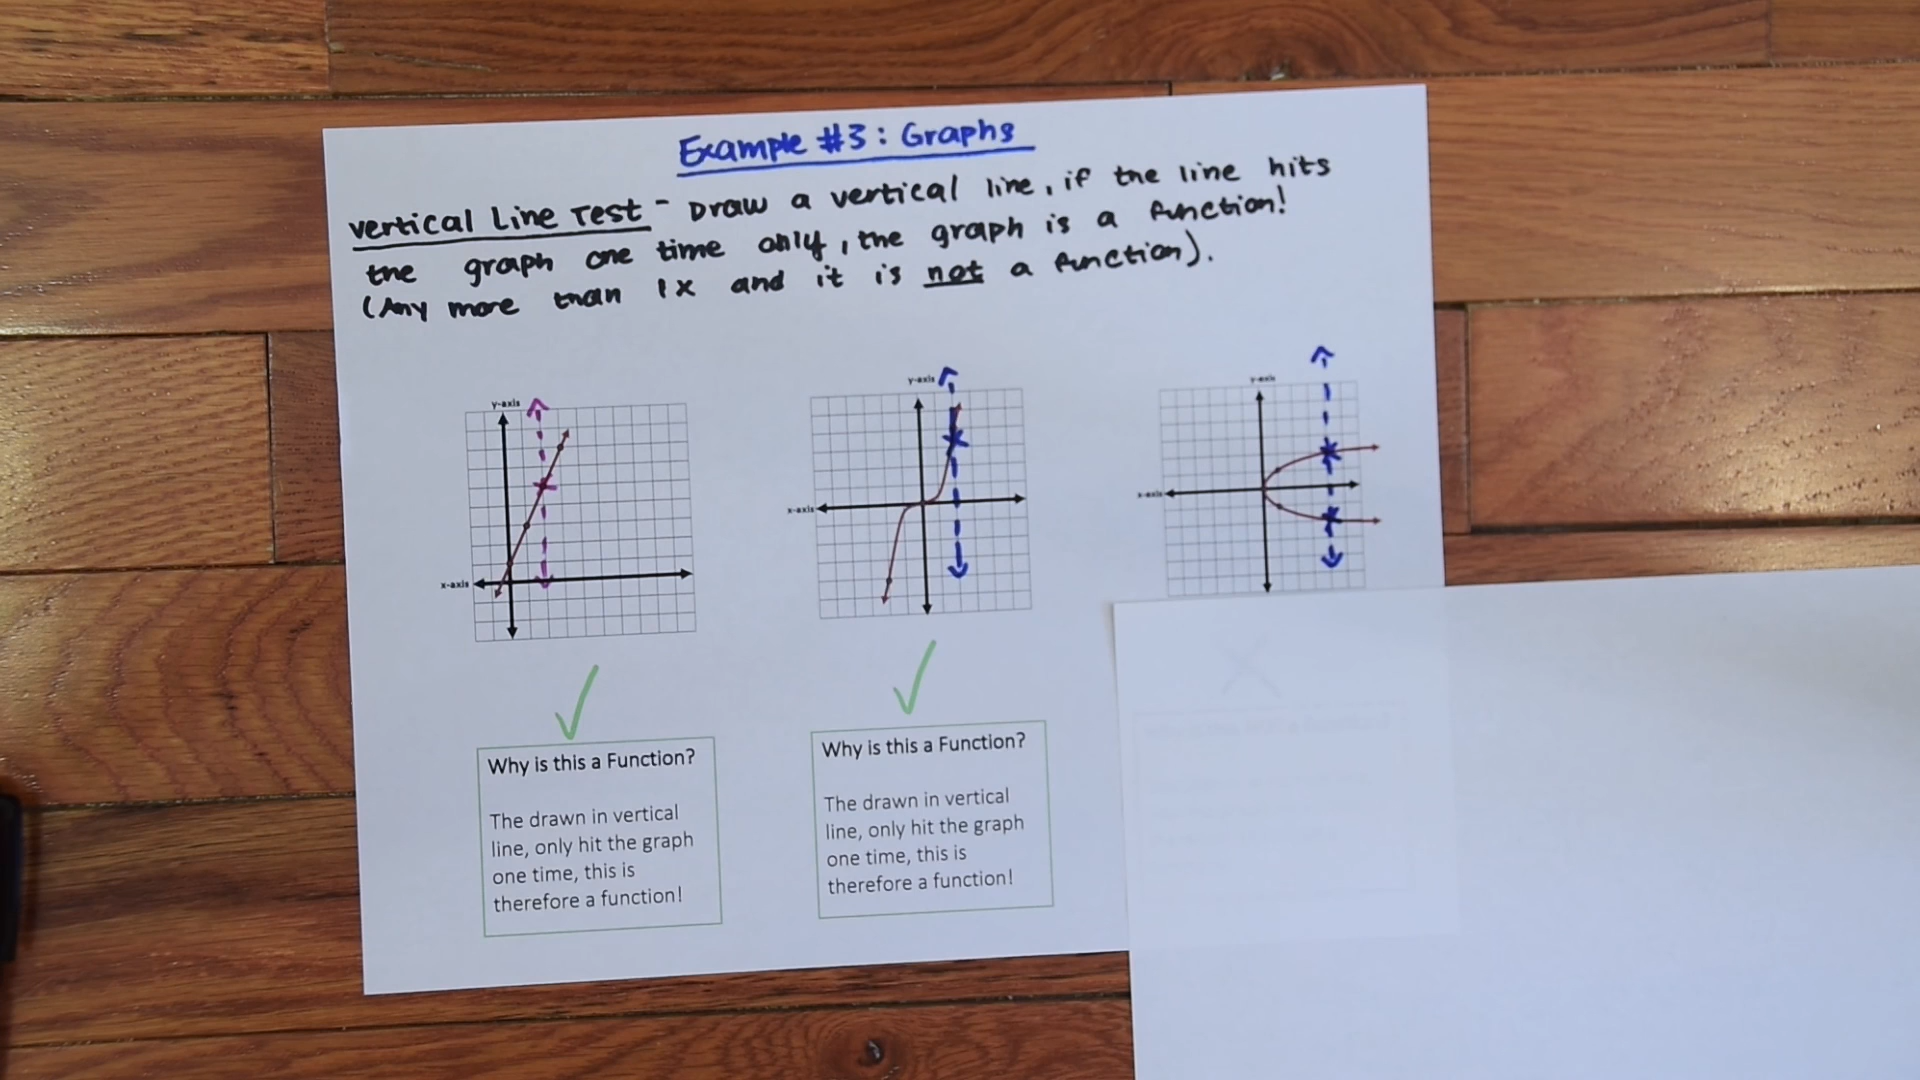 Example #3: Graphs
Vertical Line Test - Draw a vertical line, if the line hits
the graph one time only, the graph is a function!
(Any more than 1x and it is not a function).
y-axis
x-axis
y-axis
x-axis
y-axis
x-axis
Why is this a Function?
The drawn in vertical
line, only hit the graph
one time, this is
therefore a function!
Why is this a Function?
The drawn in vertical
line, only hit the graph
one time, this is
therefore a function!